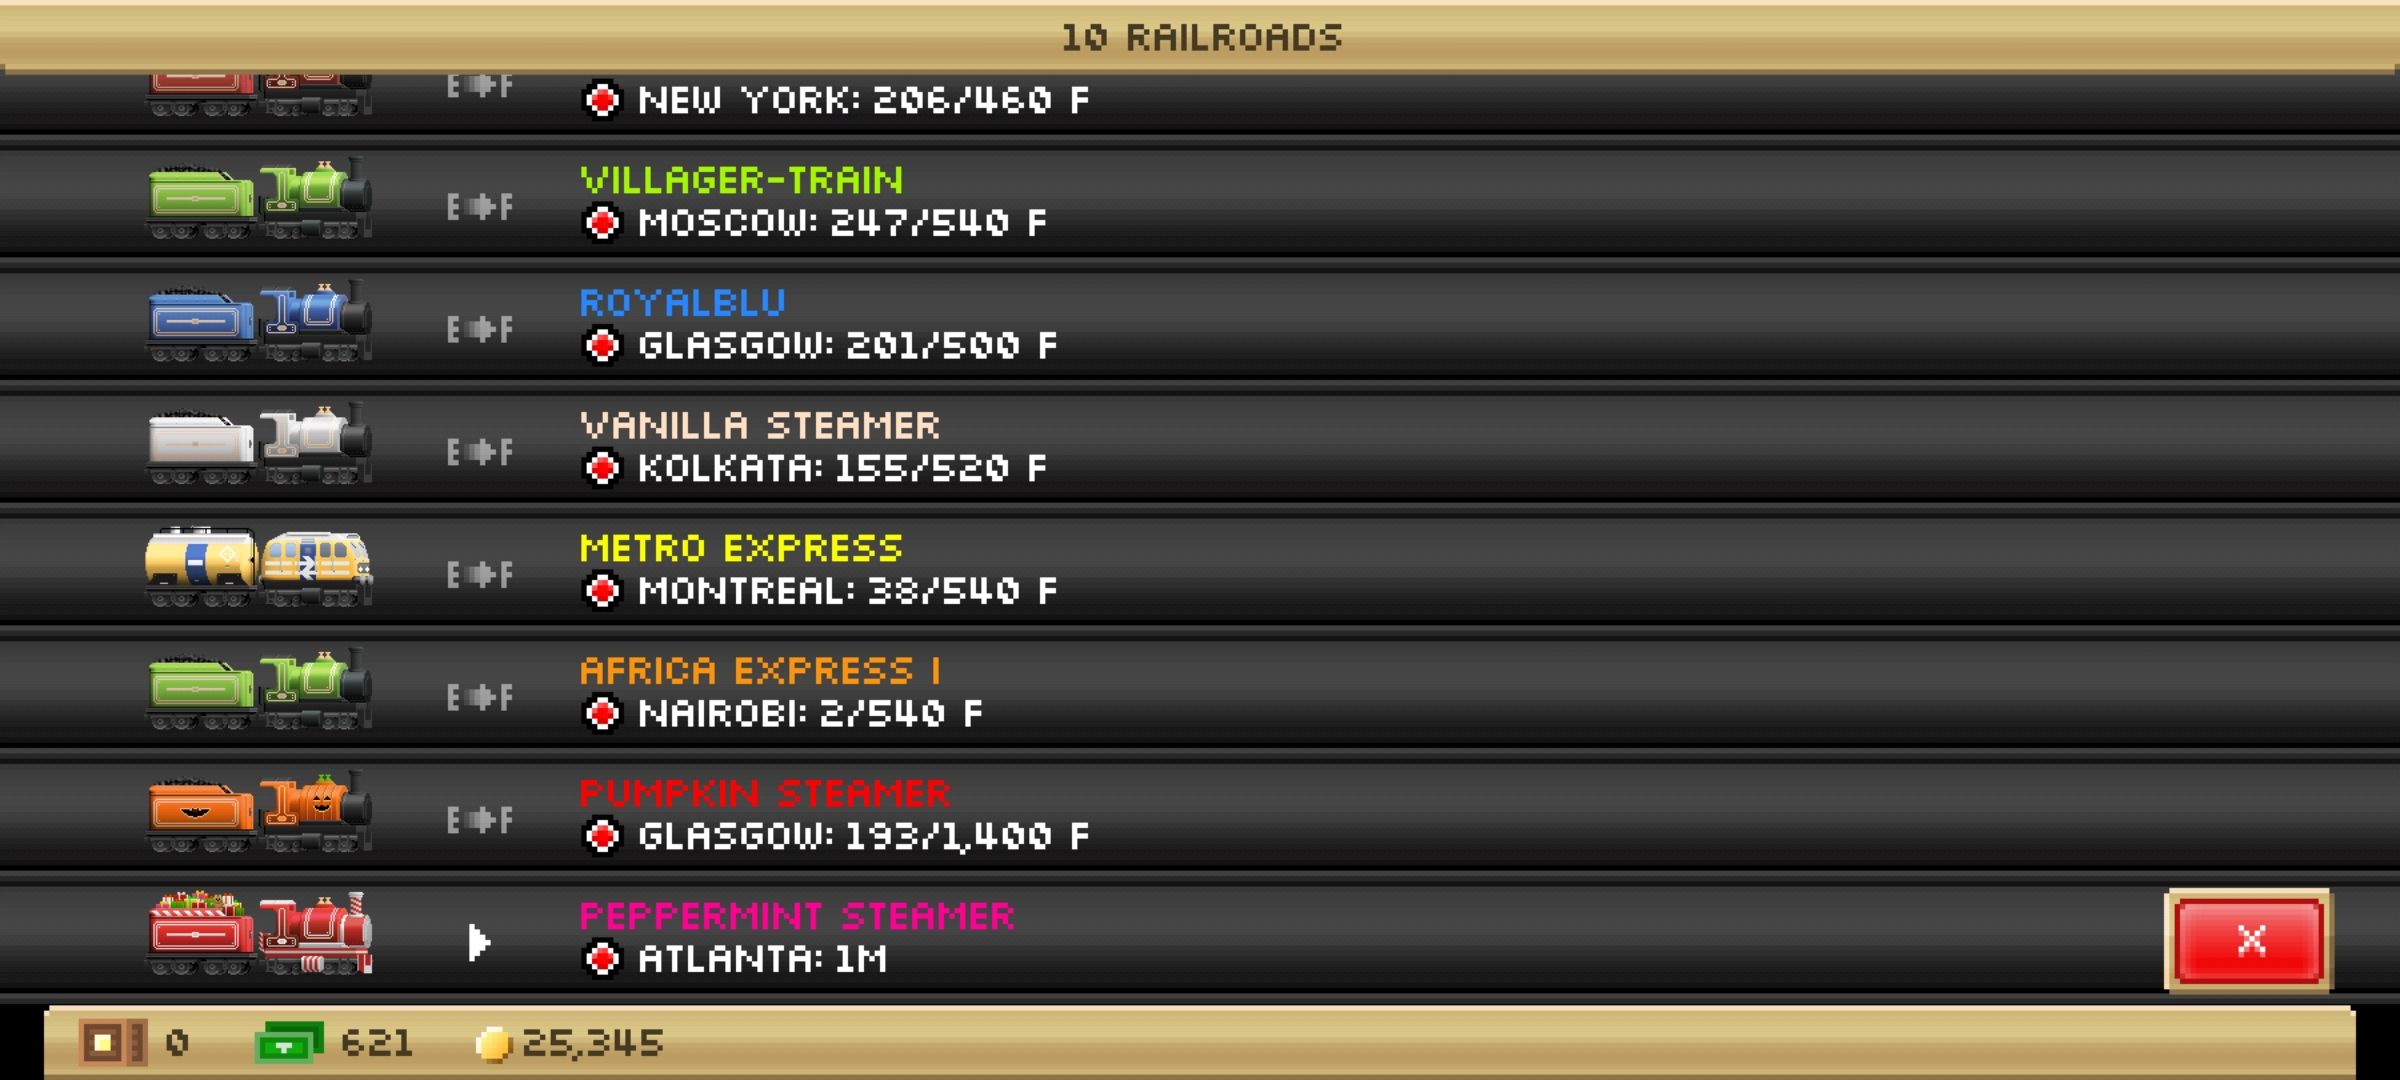 10 RAILROADS
E F
NEW YORK: 206/460 F
VILLAGER-TRAIN
E F
MOSCOW: 247/540 F
ROYALBLU
E F
GLASGOW: 201/500 F
VANILLA STEAMER
E F
KOLKATA: 155/520 F
METRO EXPRESS
E F
MONTREAL: 38/540 F
AFRICA EXPRESS I
E F
NAIROBI: 2/540 F
PUMPKIN STEAMER
E F
GLASGOW: 193/1,400 F
PEPPERMINT STEAMER
ATLANTA: 1M
X
0 621 25,345